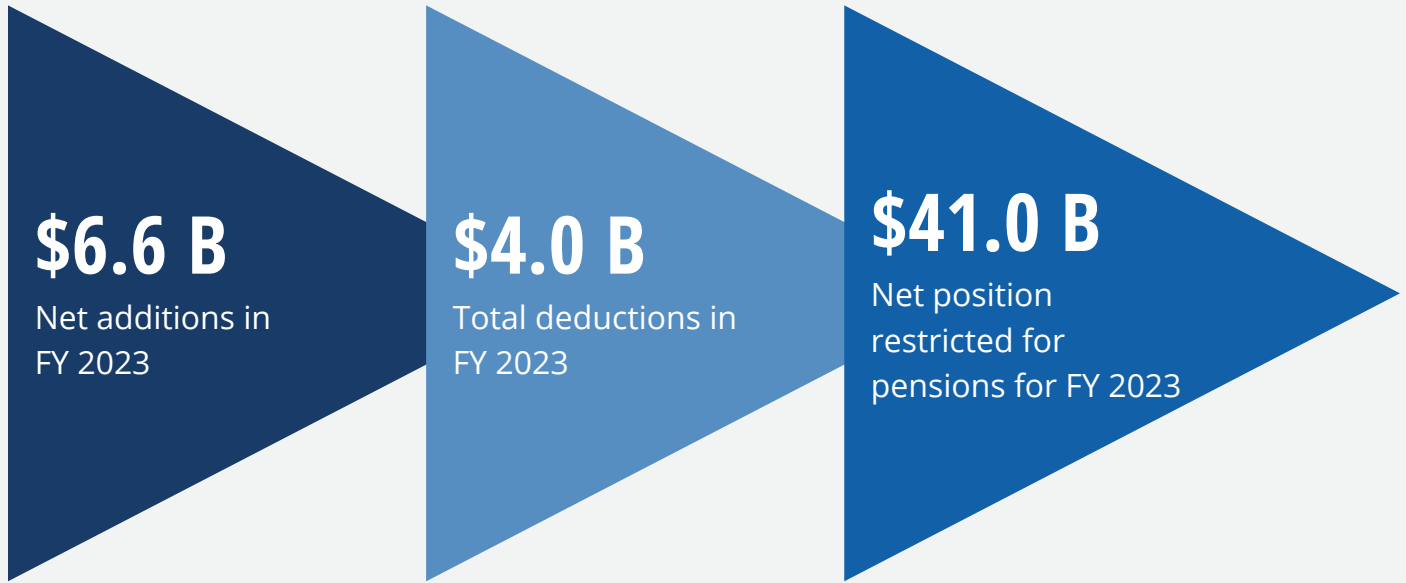 $6.6 B
Net additions in
FY 2023
$4.0 B
Total deductions in
FY 2023
$41.0 B
Net position
restricted for
pensions for FY 2023